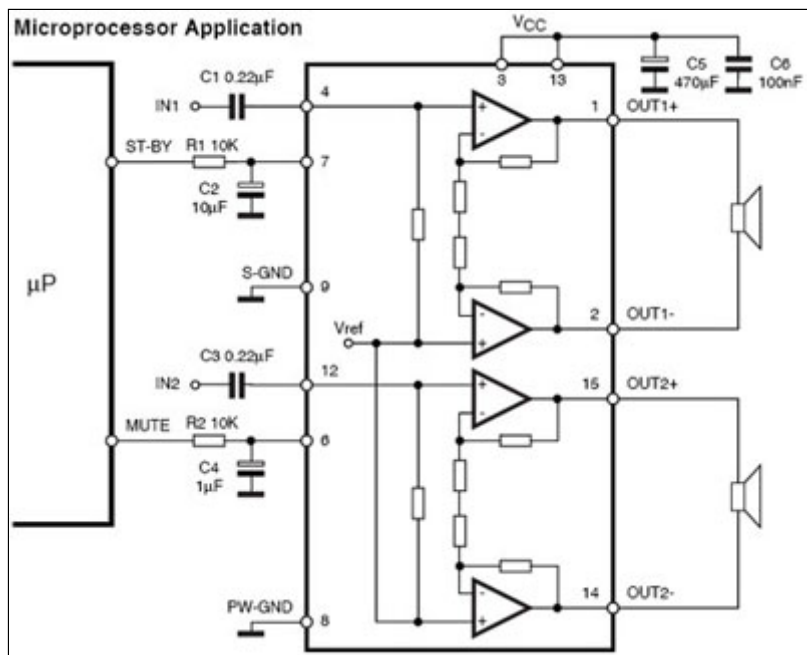 Microprocessor Application
VCC
C1 0.22μF
3
13
C5
470μF
C6
100nF
IN1
4
1
OUT1+
ST-BY
R1 10K
7
C2
10μF
μP
S-GND
9
2
OUT1-
Vref
C3 0.22μF
IN2
12
15
OUT2+
MUTE
R2 10K
6
C4
1μF
PW-GND
8
14
OUT2-
+
-
-
+
+
-
-
+